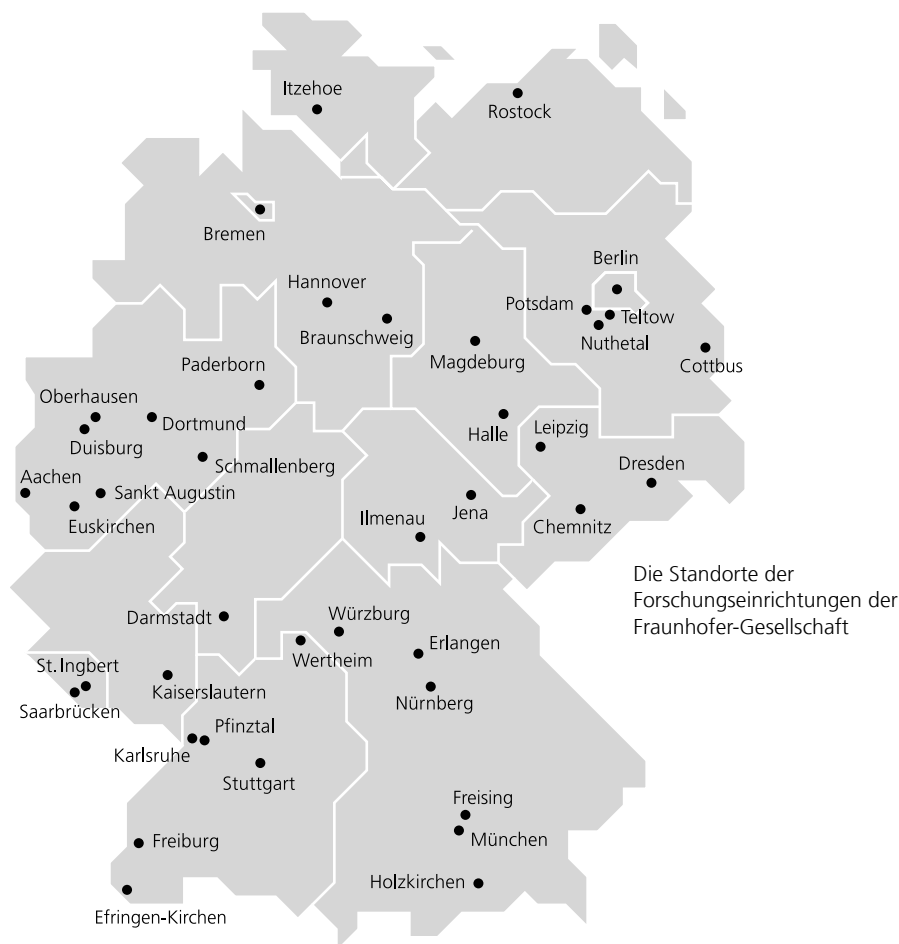 Itzehoe
Rostock
Bremen
Berlin
Hannover
Potsdam
Teltow
Braunschweig
Nuthetal
Magdeburg
Cottbus
Paderborn
Oberhausen
Dortmund
Halle
Leipzig
Duisburg
Schmallenberg
Dresden
Aachen
Sankt Augustin
Jena
Euskirchen
Ilmenau
Chemnitz
Die Standorte der
Forschungseinrichtungen der
Fraunhofer-Gesellschaft
Darmstadt
Würzburg
Erlangen
Wertheim
St. Ingbert
Kaiserslautern
Nürnberg
Saarbrücken
Pfinztal
Karlsruhe
Stuttgart
Freising
München
Freiburg
Holzkirchen
Efringen-Kirchen